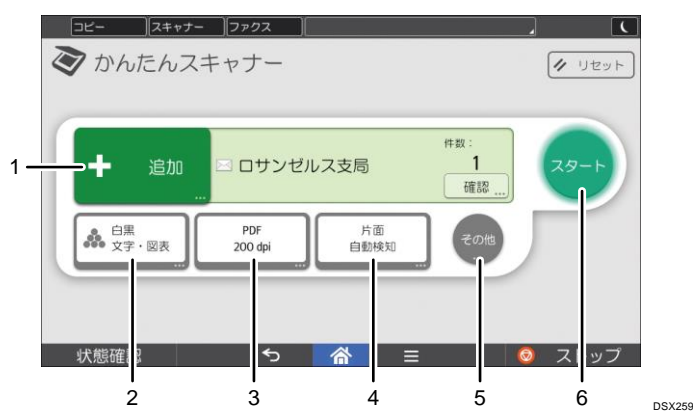 コピー スキャナー ファクス
かんたんスキャナー
リセット
追加
ロサンゼルス支局
件数：
1
確認
スタート
白黒
文字・図表
PDF
200 dpi
片面
自動検知
その他
状態確認
ストップ
1
2 3 4 5 6
DSX259